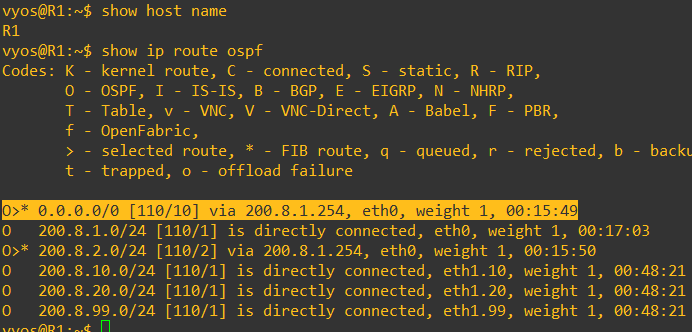 vyos@R1:~$ show host name
R1
vyos@R1:~$ show ip route ospf
Codes: K - kernel route, C - connected, S - static, R - RIP,
       O - OSPF, I - IS-IS, B - BGP, E - EIGRP, N - NHRP,
       T - Table, v - VNC, V - VNC-Direct, A - Babel, F - PBR,
       f - OpenFabric,
       > - selected route, * - FIB route, q - queued, r - rejected, b - backu
       t - trapped, o - offload failure
O>* 0.0.0.0/0 [110/10] via 200.8.1.254, eth0, weight 1, 00:15:49
O   200.8.1.0/24 [110/1] is directly connected, eth0, weight 1, 00:17:03
O>* 200.8.2.0/24 [110/2] via 200.8.1.254, eth0, weight 1, 00:15:50
O   200.8.10.0/24 [110/1] is directly connected, eth1.10, weight 1, 00:48:21
O   200.8.20.0/24 [110/1] is directly connected, eth1.20, weight 1, 00:48:21
O   200.8.99.0/24 [110/1] is directly connected, eth1.99, weight 1, 00:48:21
vyos@R1:~$